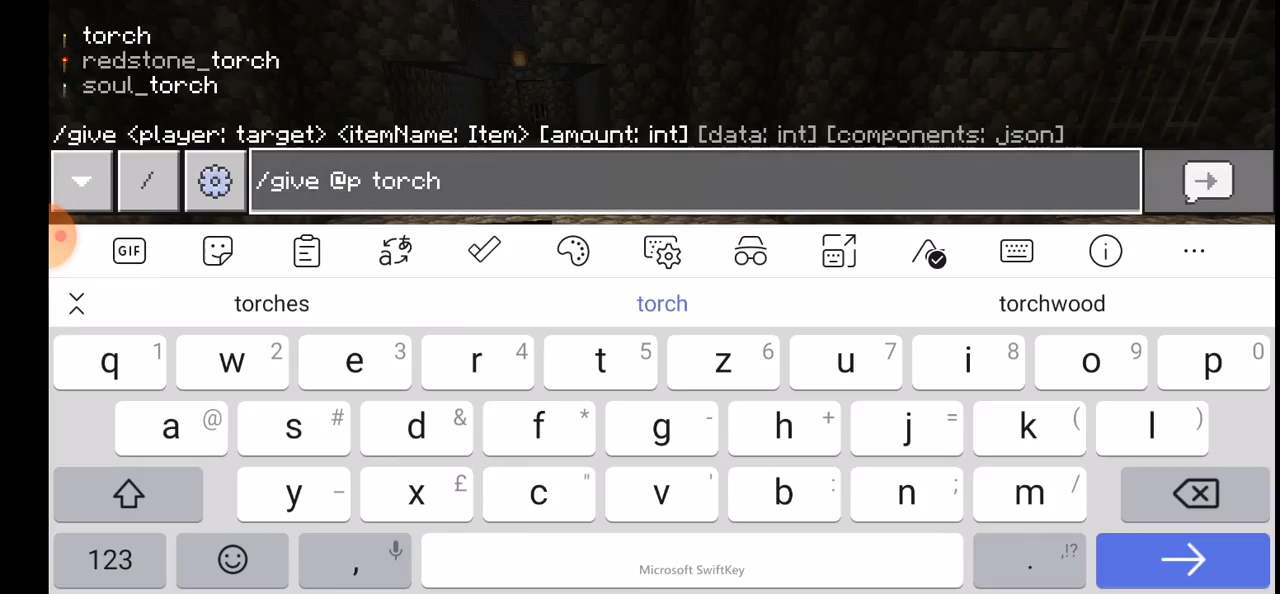 torch
redstone_torch
soul_torch
/give <player: target> <itemName: Item> [amount: int] [data: int] [components: .json]
/ /give @p torch
GIF
torches torch torchwood
q 1 w 2 e 3 r 4 t 5 z 6 u 7 i 8 o 9 p 0
a @ s # d & f * g - h + j = k ( l )
y – x £ c " v ' b : n ; m /
123 , . ,!?
Microsoft SwiftKey